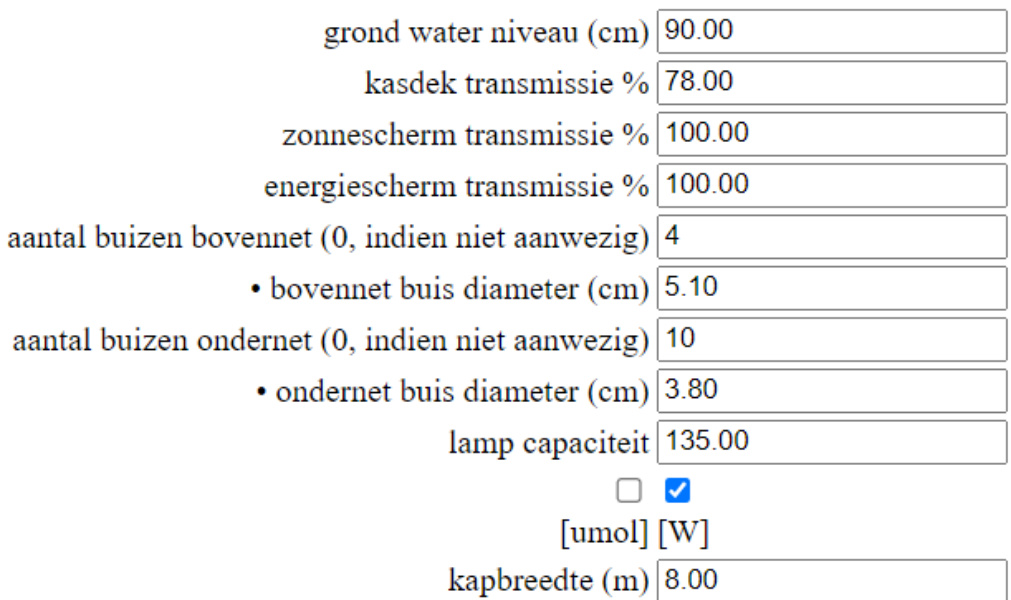 grond water niveau (cm) 90.00
kasdek transmissie % 78.00
zonnescherm transmissie % 100.00
energiescherm transmissie % 100.00
aantal buizen bovennet (0, indien niet aanwezig) 4
• bovennet buis diameter (cm) 5.10
aantal buizen ondernet (0, indien niet aanwezig) 10
• ondernet buis diameter (cm) 3.80
lamp capaciteit 135.00
[umol] [W]
kapbreedte (m) 8.00